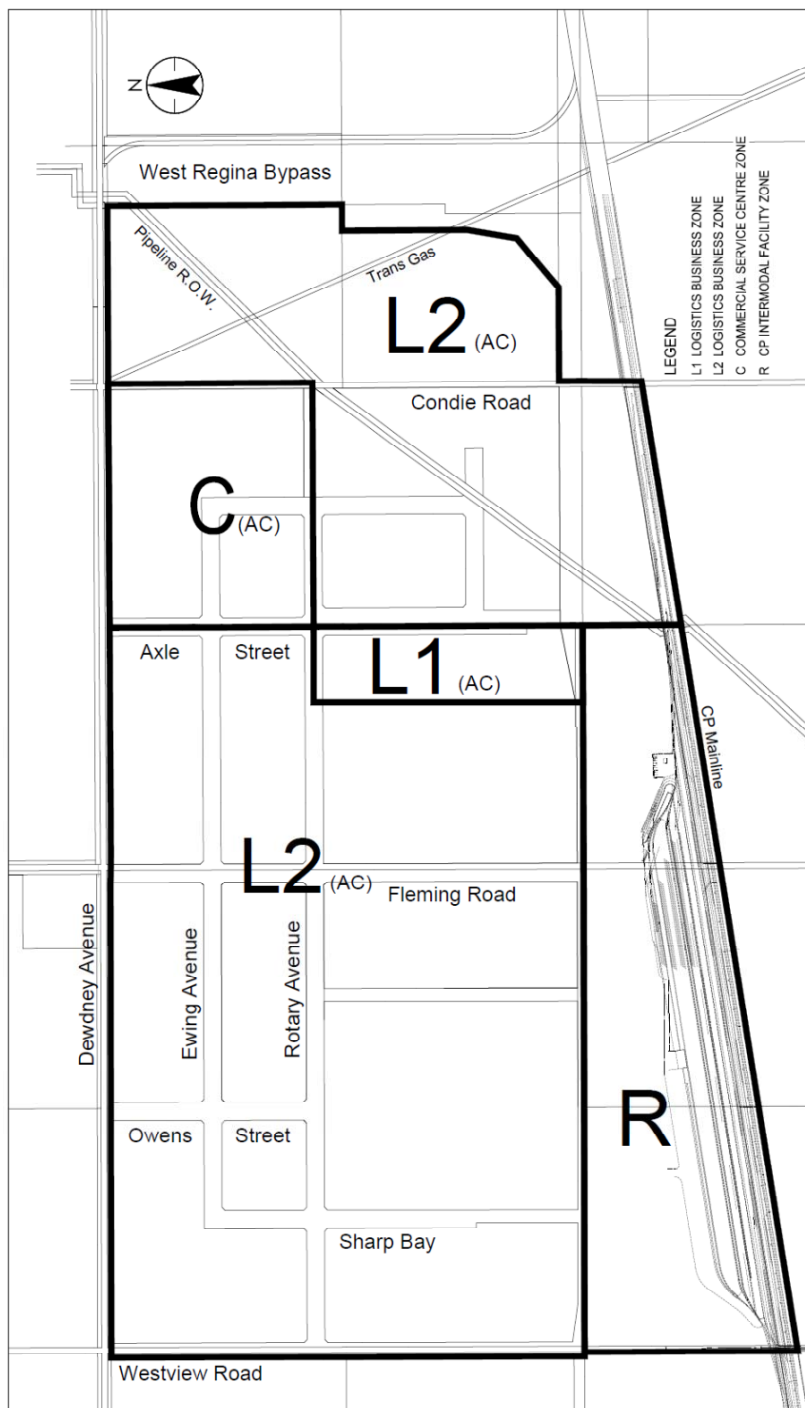 N
West Regina Bypass
Pipeline R.O.W.
Trans Gas
L2 (AC)
LEGEND
L1 LOGISTICS BUSINESS ZONE
L2 LOGISTICS BUSINESS ZONE
C COMMERCIAL SERVICE CENTRE ZONE
R CP INTERMODAL FACILITY ZONE
Condie Road
C (AC)
Axle Street
L1 (AC)
CP Mainline
L2 (AC)
Fleming Road
Dewdney Avenue
Ewing Avenue
Rotary Avenue
R
Owens Street
Sharp Bay
Westview Road